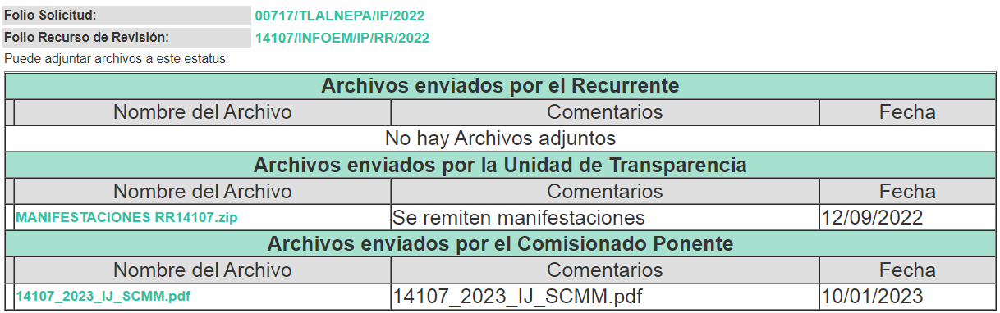 Folio Solicitud: 00717/TLALNEPA/IP/2022
Folio Recurso de Revisión: 14107/INFOEM/IP/RR/2022
Puede adjuntar archivos a este estatus
Archivos enviados por el Recurrente
Nombre del Archivo Comentarios Fecha
No hay Archivos adjuntos
Archivos enviados por la Unidad de Transparencia
Nombre del Archivo Comentarios Fecha
MANIFESTACIONES RR14107.zip Se remiten manifestaciones 12/09/2022
Archivos enviados por el Comisionado Ponente
Nombre del Archivo Comentarios Fecha
14107_2023_IJ_SCMM.pdf 14107_2023_IJ_SCMM.pdf 10/01/2023